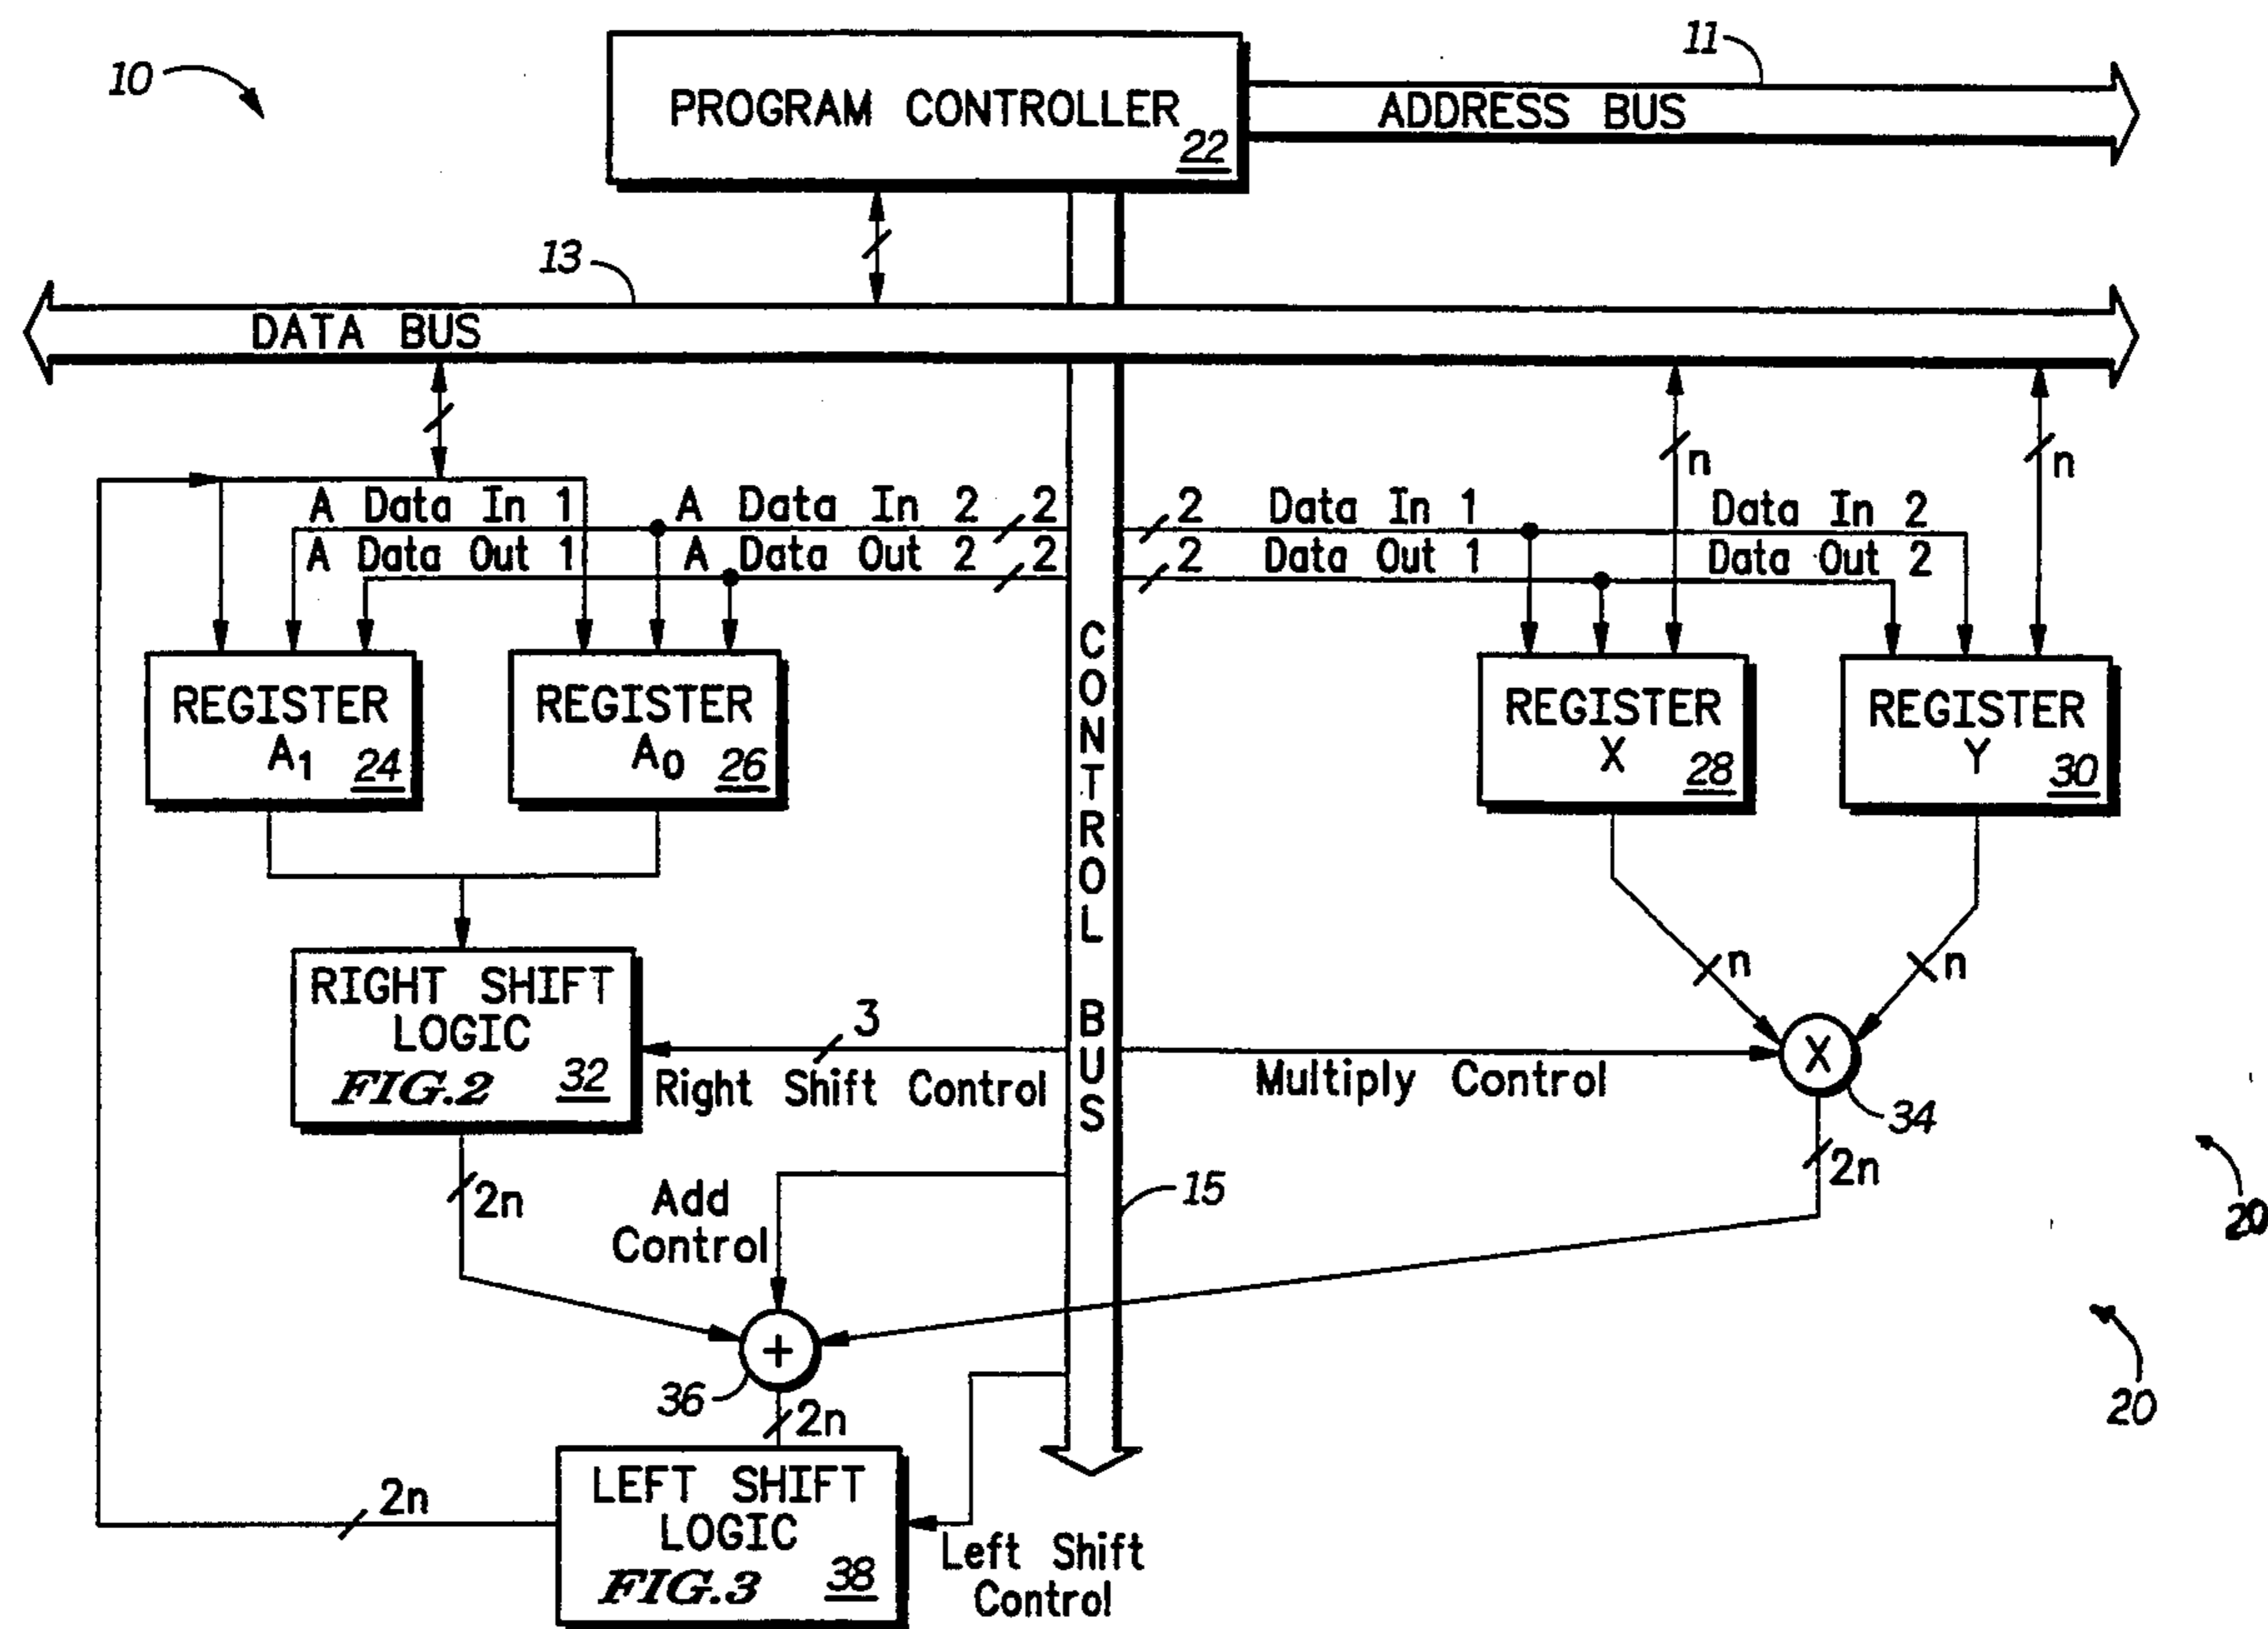 10
PROGRAM CONTROLLER
22
11
ADDRESS BUS
13
DATA BUS
n
n
A Data In 1
A Data In 2
2
2
Data In 1
Data In 2
A Data Out 1
A Data Out 2
2
2
Data Out 1
Data Out 2
REGISTER
A1
24
REGISTER
A0
26
REGISTER
X
28
REGISTER
Y
30
CONTROL BUS
n
n
RIGHT SHIFT
LOGIC
FIG.2
32
3
Right Shift Control
Multiply Control
X
34
2n
2n
Add
Control
15
20
+
36
2n
20
LEFT SHIFT
LOGIC
FIG.3
38
2n
Left Shift
Control